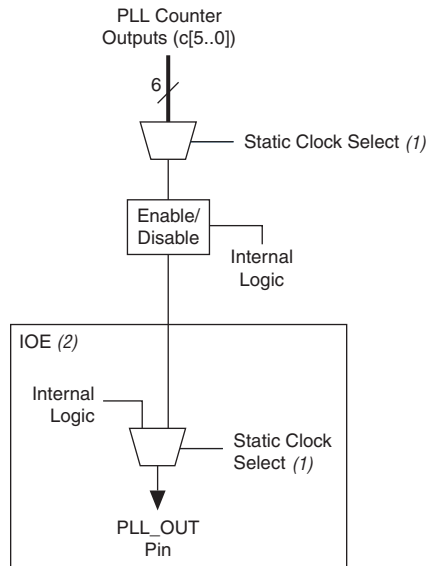 PLL Counter
Outputs (c[5..0])
6
Static Clock Select (1)
Enable/
Disable
Internal
Logic
IOE (2)
Internal
Logic
Static Clock
Select (1)
PLL_OUT
Pin